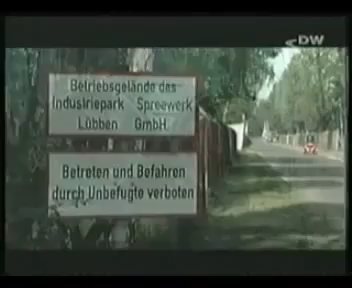 DW
Betriebsgelände des
Industriepark Spreewerk
Lübben GmbH.
Betreten und Befahren
durch Unbefugte verboten